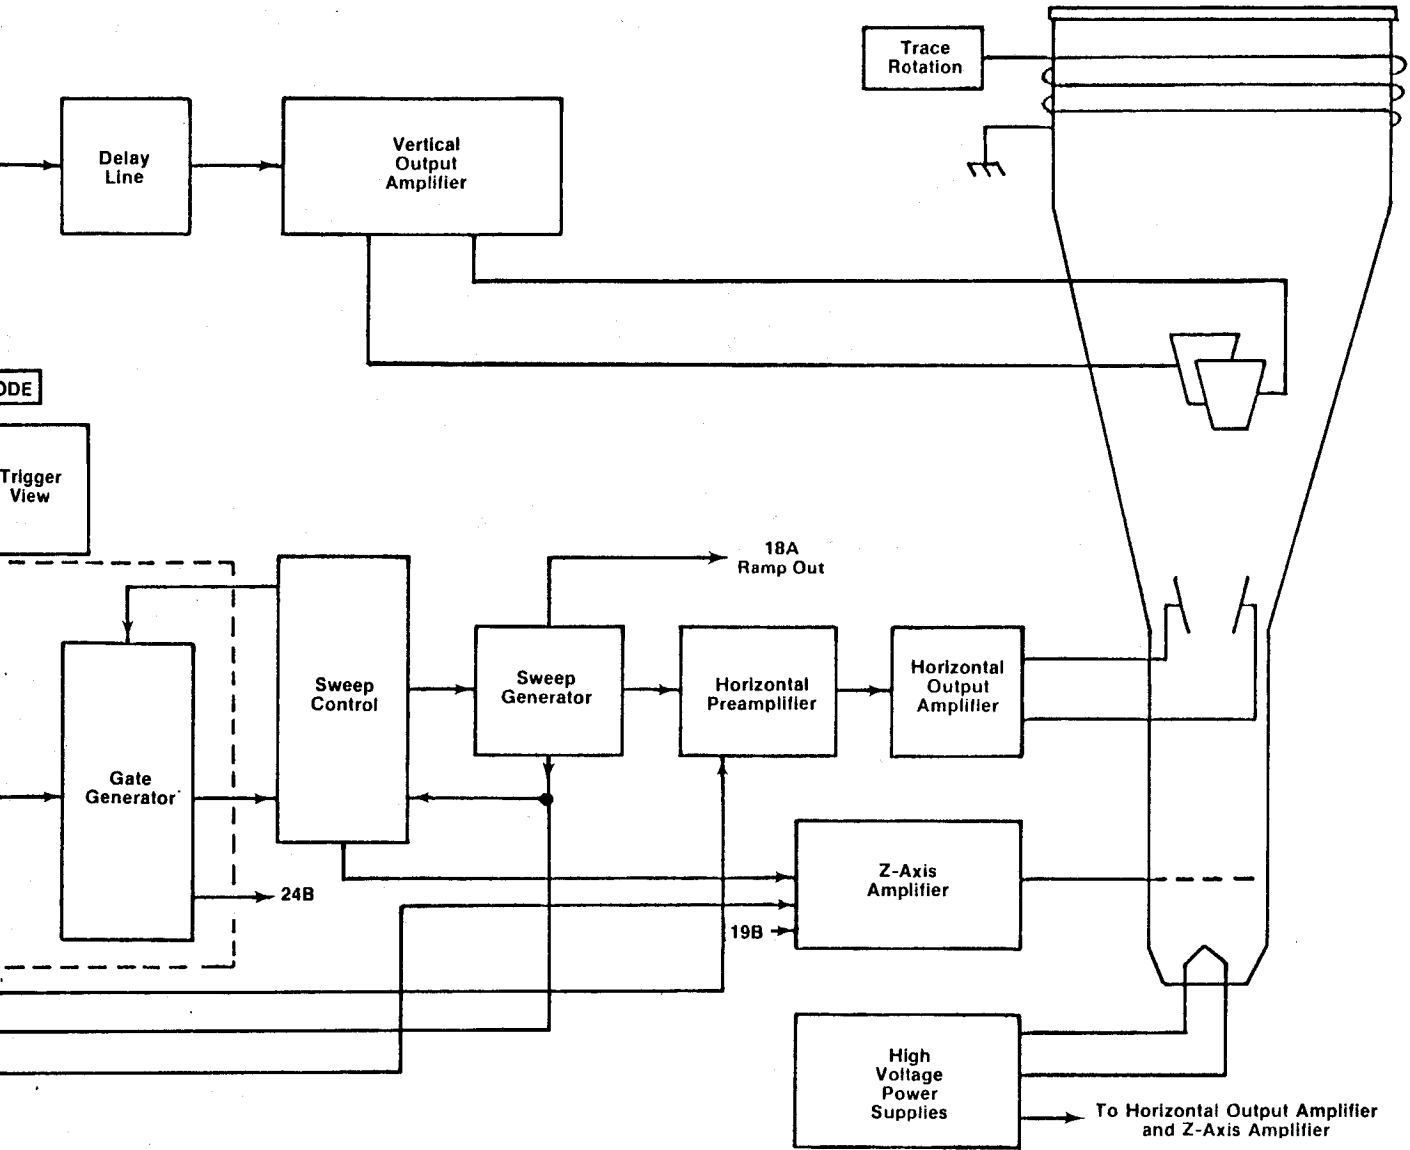 Trace
Rotation
Delay
Line
Vertical
Output
Amplifier
ODE
Trigger
View
18A
Ramp Out
Sweep
Control
Sweep
Generator
Horizontal
Preamplifier
Horizontal
Output
Amplifier
Gate
Generator
24B
Z-Axis
Amplifier
19B
High
Voltage
Power
Supplies
To Horizontal Output Amplifier
and Z-Axis Amplifier